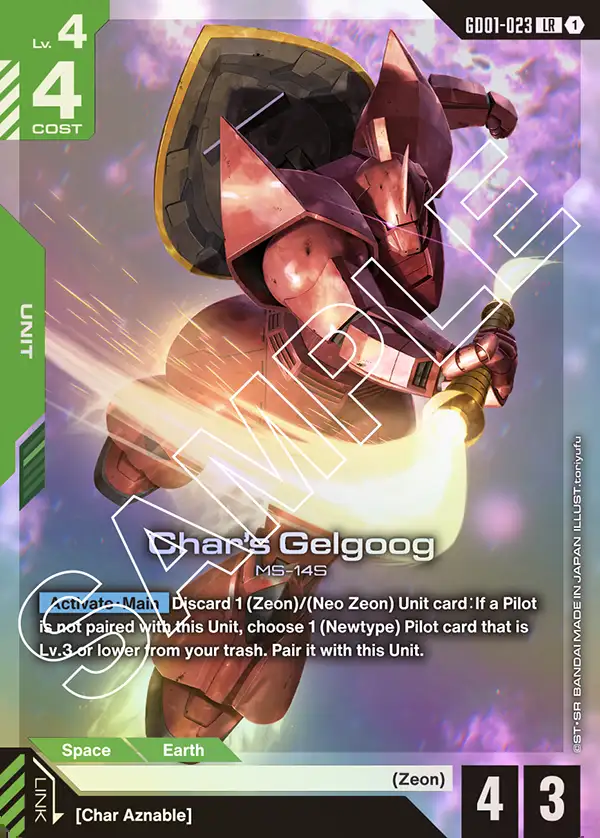 Lv. 4
GD01-023 LR 1
4
COST
UNIT
SAMPLE
Char's Gelgoog
MS-14S
Activate･Main Discard 1 (Zeon)/(Neo Zeon) Unit card：If a Pilot
is not paired with this Unit, choose 1 (Newtype) Pilot card that is
Lv.3 or lower from your trash. Pair it with this Unit.
©ST･SR BANDAI MADE IN JAPAN ILLUST.toriyufu
Space Earth
(Zeon)
LINK
[Char Aznable]
4 3